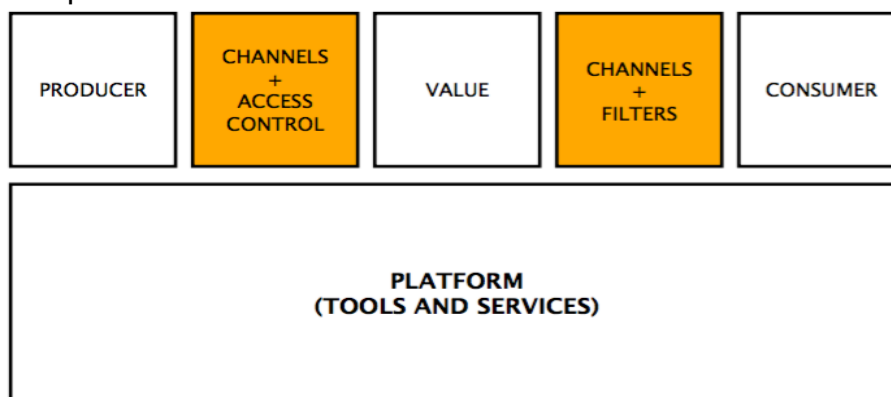 PRODUCER
CHANNELS
+
ACCESS
CONTROL
VALUE
CHANNELS
+
FILTERS
CONSUMER
PLATFORM
(TOOLS AND SERVICES)